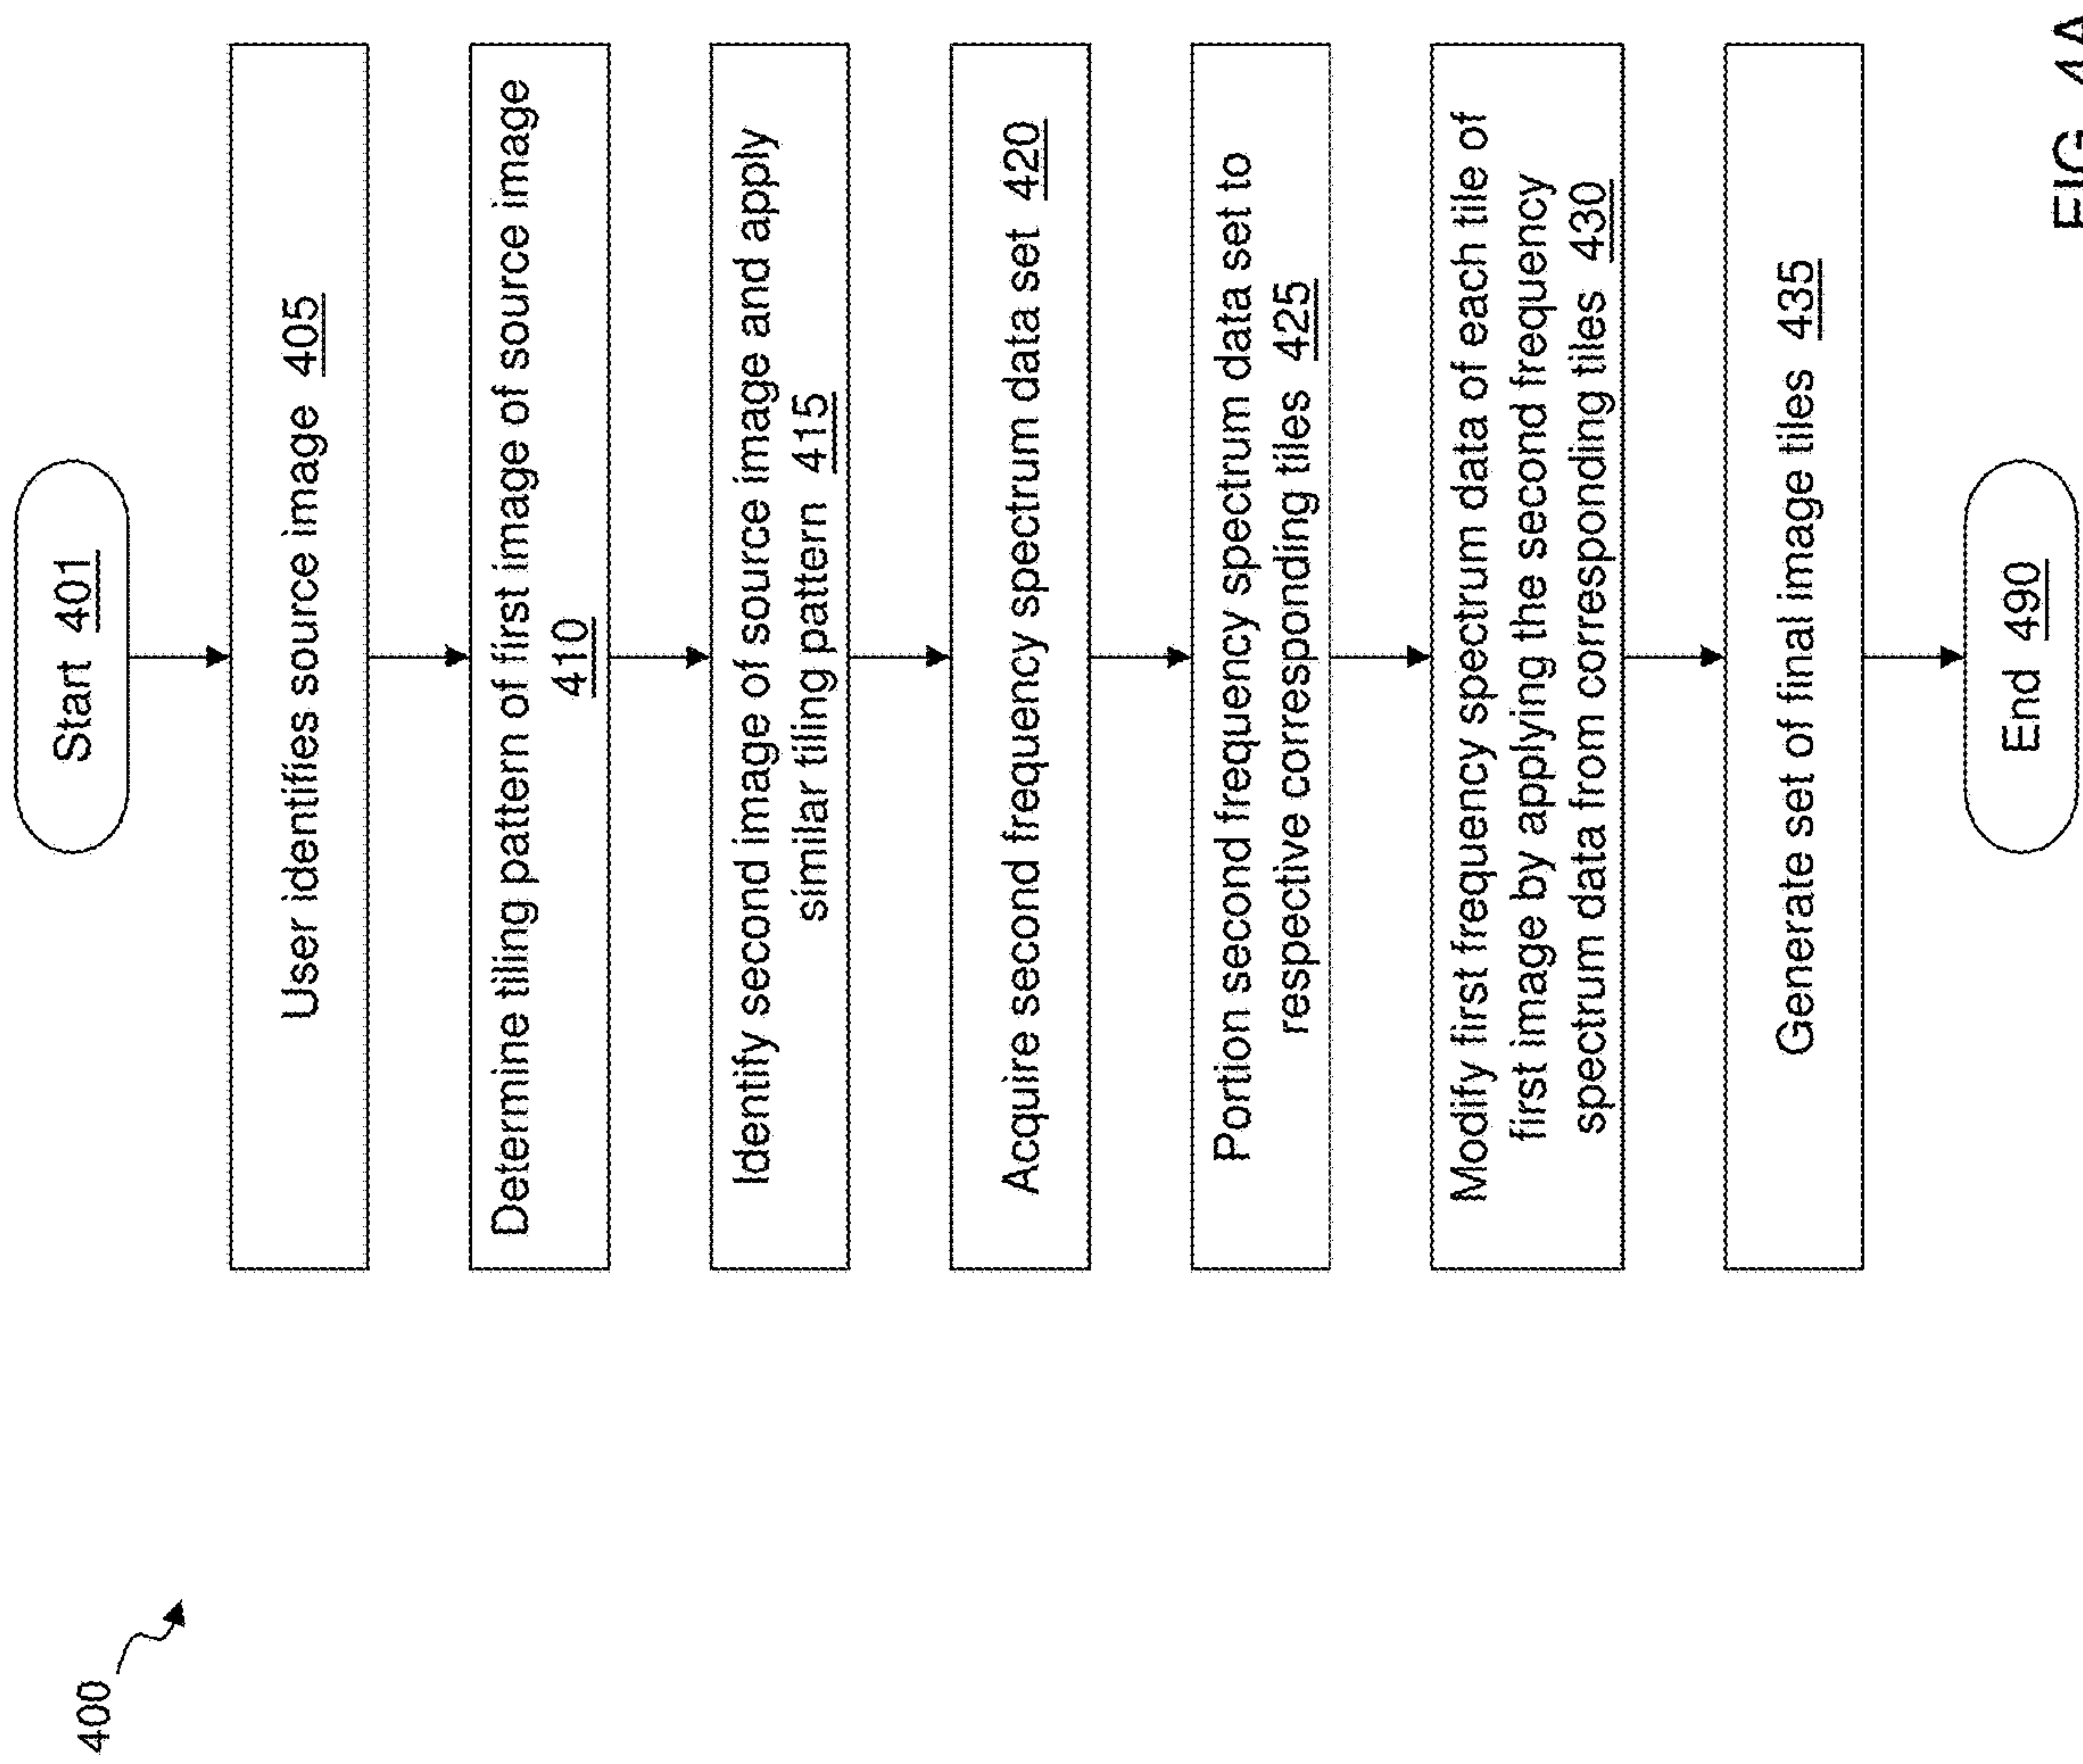 400
Start 401
User identifies source image 405
Determine tiling pattern of first image of source image
410
Identify second image of source image and apply
similar tiling pattern 415
Acquire second frequency spectrum data set 420
Portion second frequency spectrum data set to
respective corresponding tiles 425
Modify first frequency spectrum data of each tile of
first image by applying the second frequency
spectrum data from corresponding tiles 430
Generate set of final image tiles 435
End 490
FIG. 4A